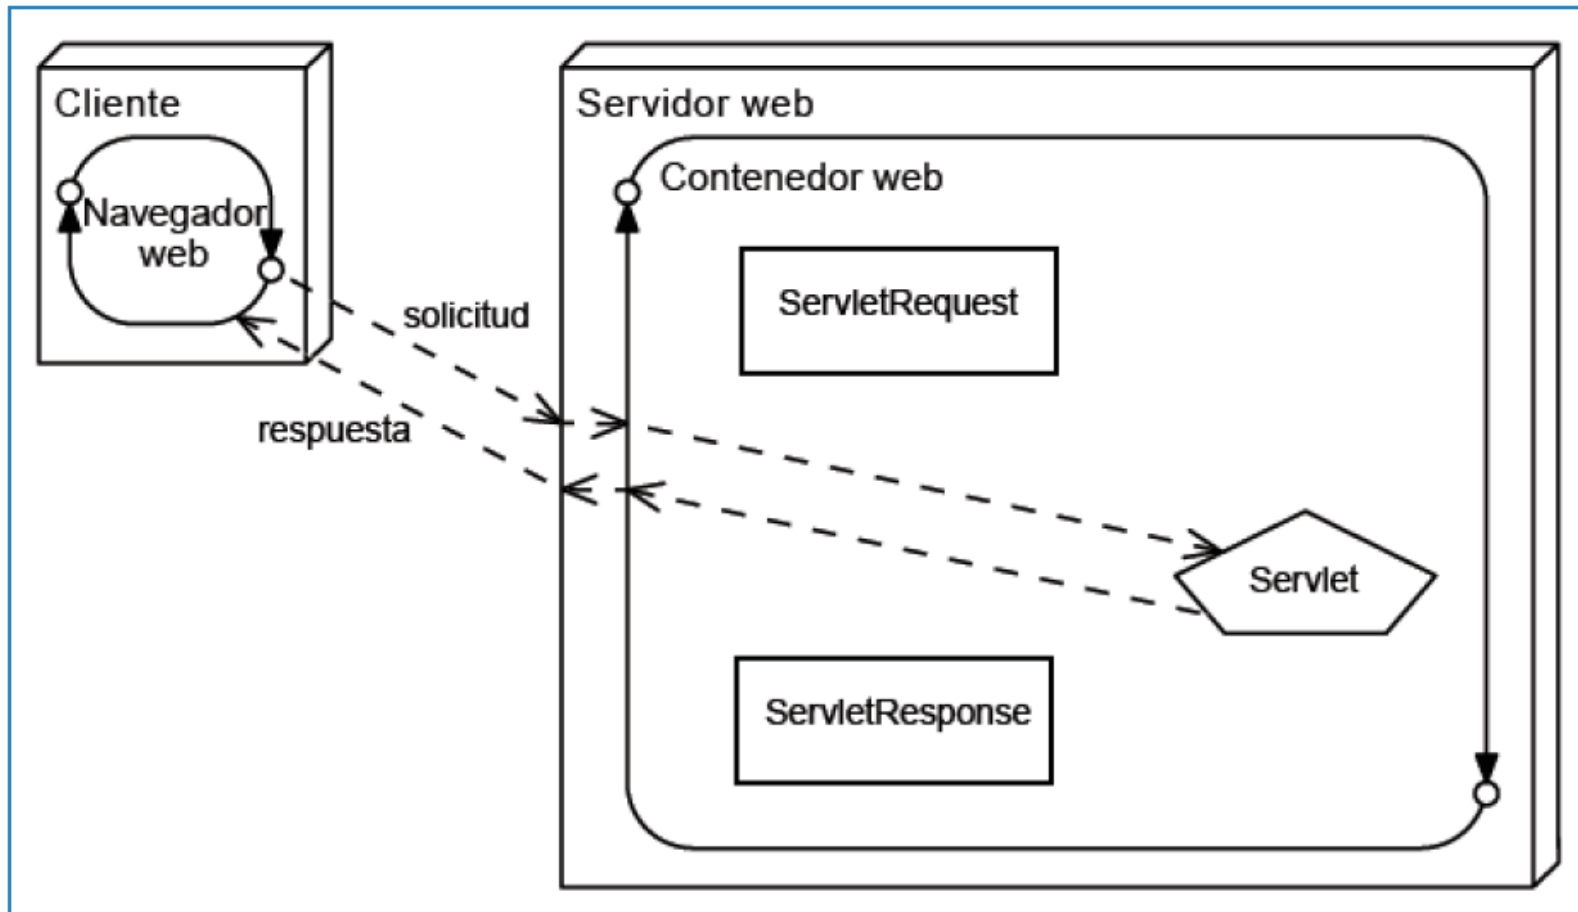 Cliente
Navegador
web
solicitud
respuesta
Servidor web
Contenedor web
ServletRequest
Servlet
ServletResponse